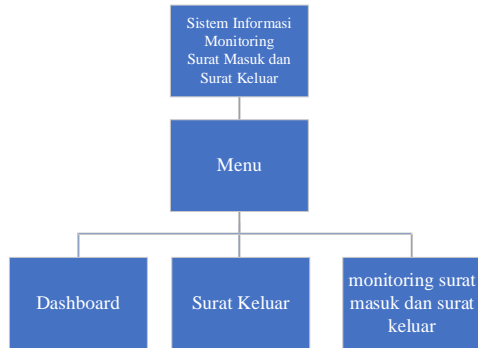 Sistem Informasi
Monitoring
Surat Masuk dan
Surat Keluar
Menu
Dashboard
Surat Keluar
monitoring surat
masuk dan surat
keluar